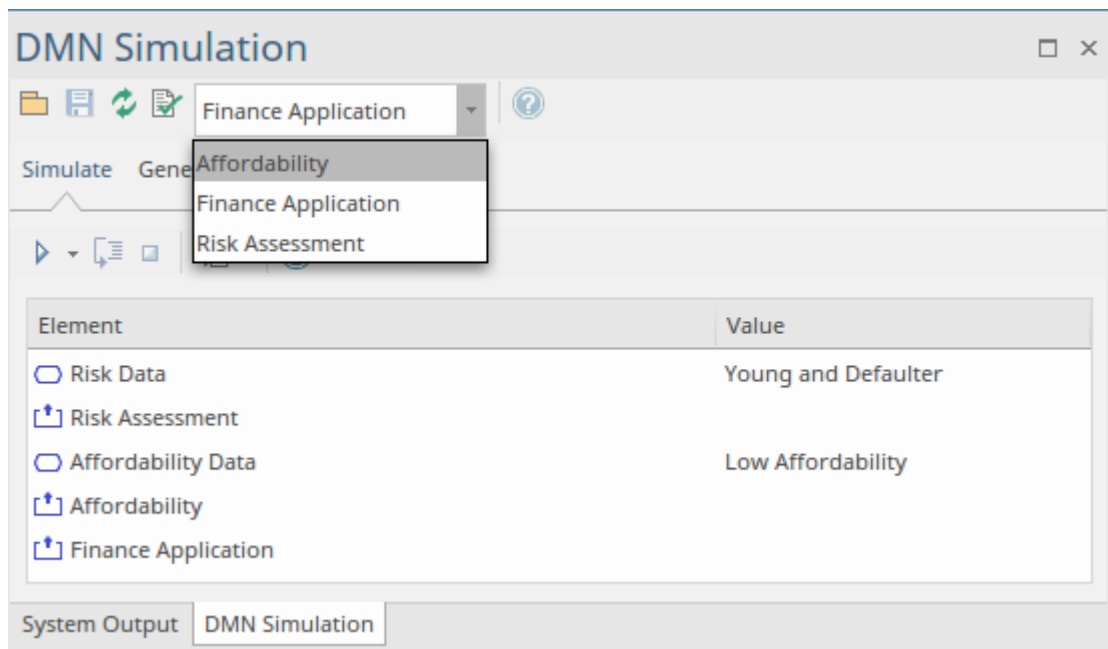 DMN Simulation
Finance Application
Simulate Gene
Affordability
Finance Application
Risk Assessment
Element Value
Risk Data Young and Defaulter
Risk Assessment
Affordability Data Low Affordability
Affordability
Finance Application
System Output DMN Simulation